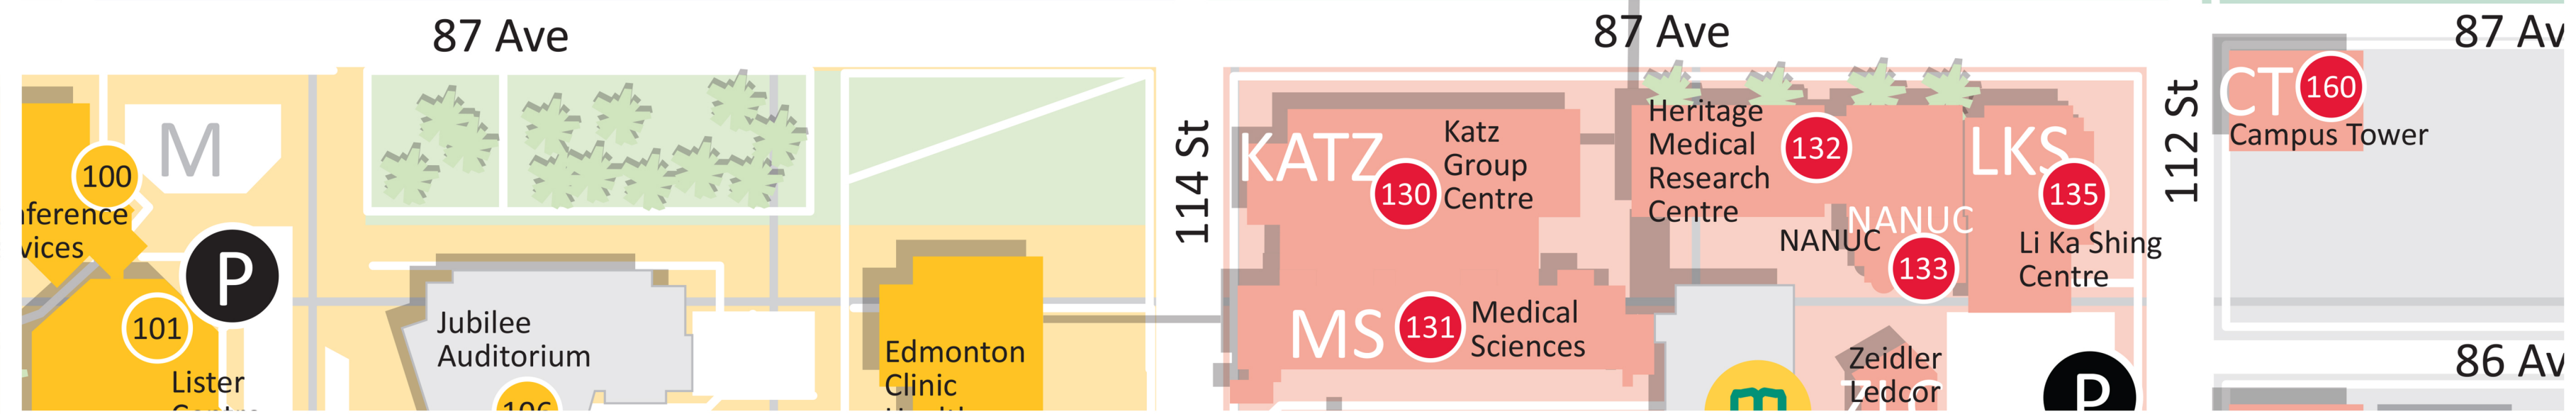 87 Ave
87 Ave
87 Av
M
100
nference
vices
P
101
Lister
Jubilee
Auditorium
106
Edmonton
Clinic
114 St
KATZ
130
Katz
Group
Centre
MS
131
Medical
Sciences
Heritage
Medical
Research
Centre
132
NANUC
NANUC
133
LKS
135
Li Ka Shing
Centre
Zeidler
Ledcor
P
112 St
CT
160
Campus Tower
86 Av